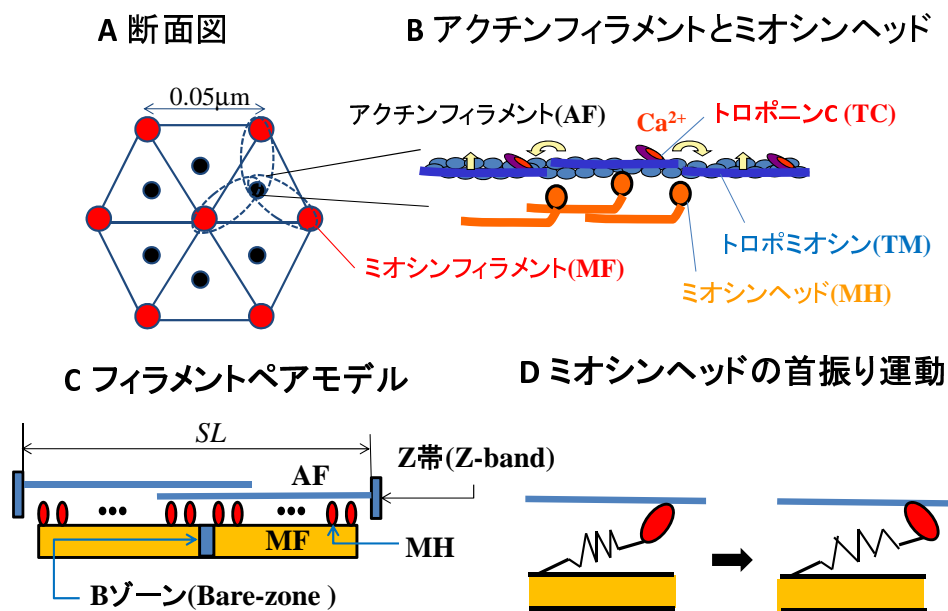 A 断面図
B アクチンフィラメントとミオシンヘッド
0.05μm
アクチンフィラメント(AF)
Ca²⁺
トロポニンC (TC)
トロポミオシン(TM)
ミオシンフィラメント(MF)
ミオシンヘッド(MH)
C フィラメントペアモデル
D ミオシンヘッドの首振り運動
SL
Z帯(Z-band)
AF
•••
•••
MF
MH
Bゾーン(Bare-zone )